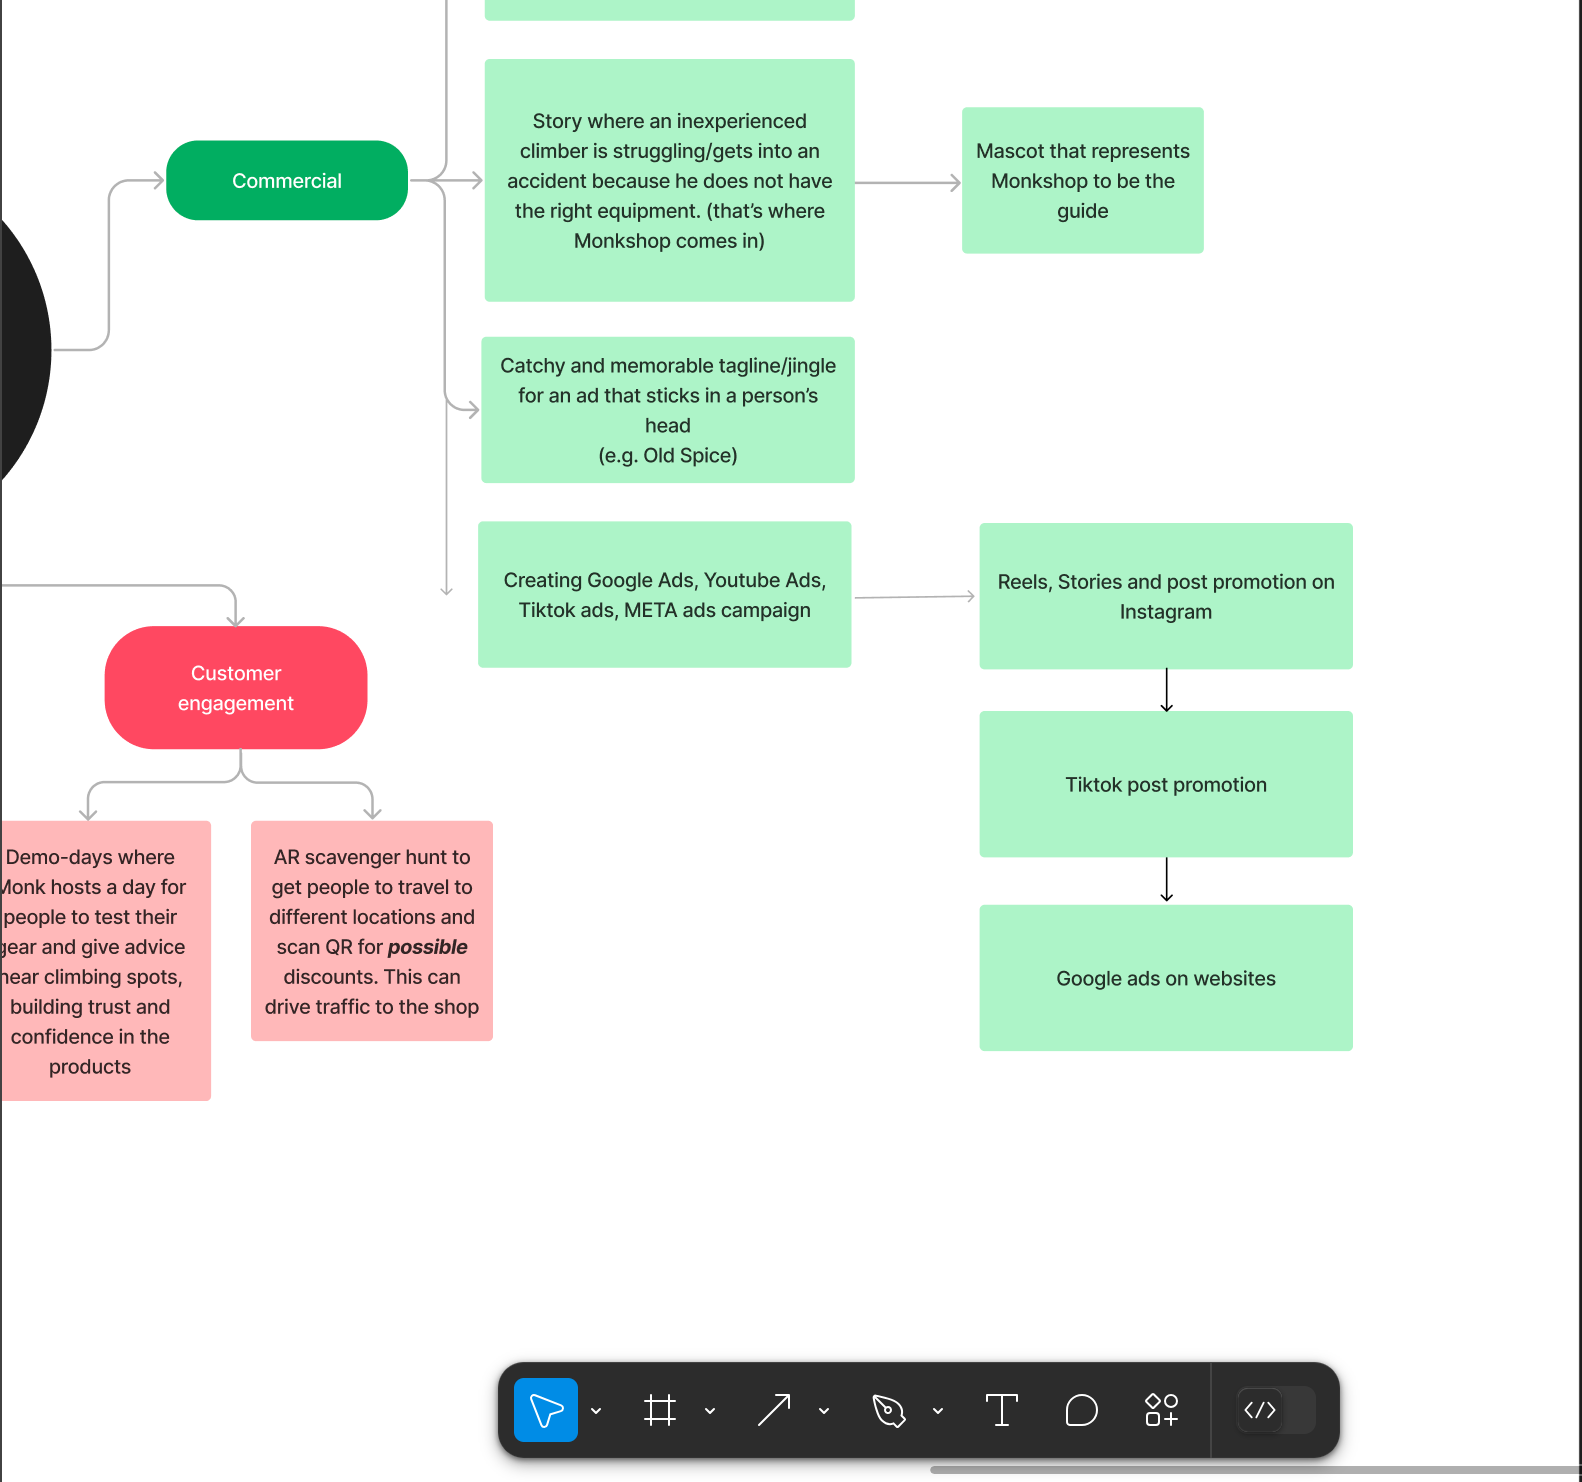 Commercial
Story where an inexperienced
climber is struggling/gets into an
accident because he does not have
the right equipment. (that’s where
Monkshop comes in)
Mascot that represents
Monkshop to be the
guide
Catchy and memorable tagline/jingle
for an ad that sticks in a person’s
head
(e.g. Old Spice)
Creating Google Ads, Youtube Ads,
Tiktok ads, META ads campaign
Reels, Stories and post promotion on
Instagram
Tiktok post promotion
Google ads on websites
Customer
engagement
Demo-days where
Monk hosts a day for
people to test their
gear and give advice
near climbing spots,
building trust and
confidence in the
products
AR scavenger hunt to
get people to travel to
different locations and
scan QR for possible
discounts. This can
drive traffic to the shop